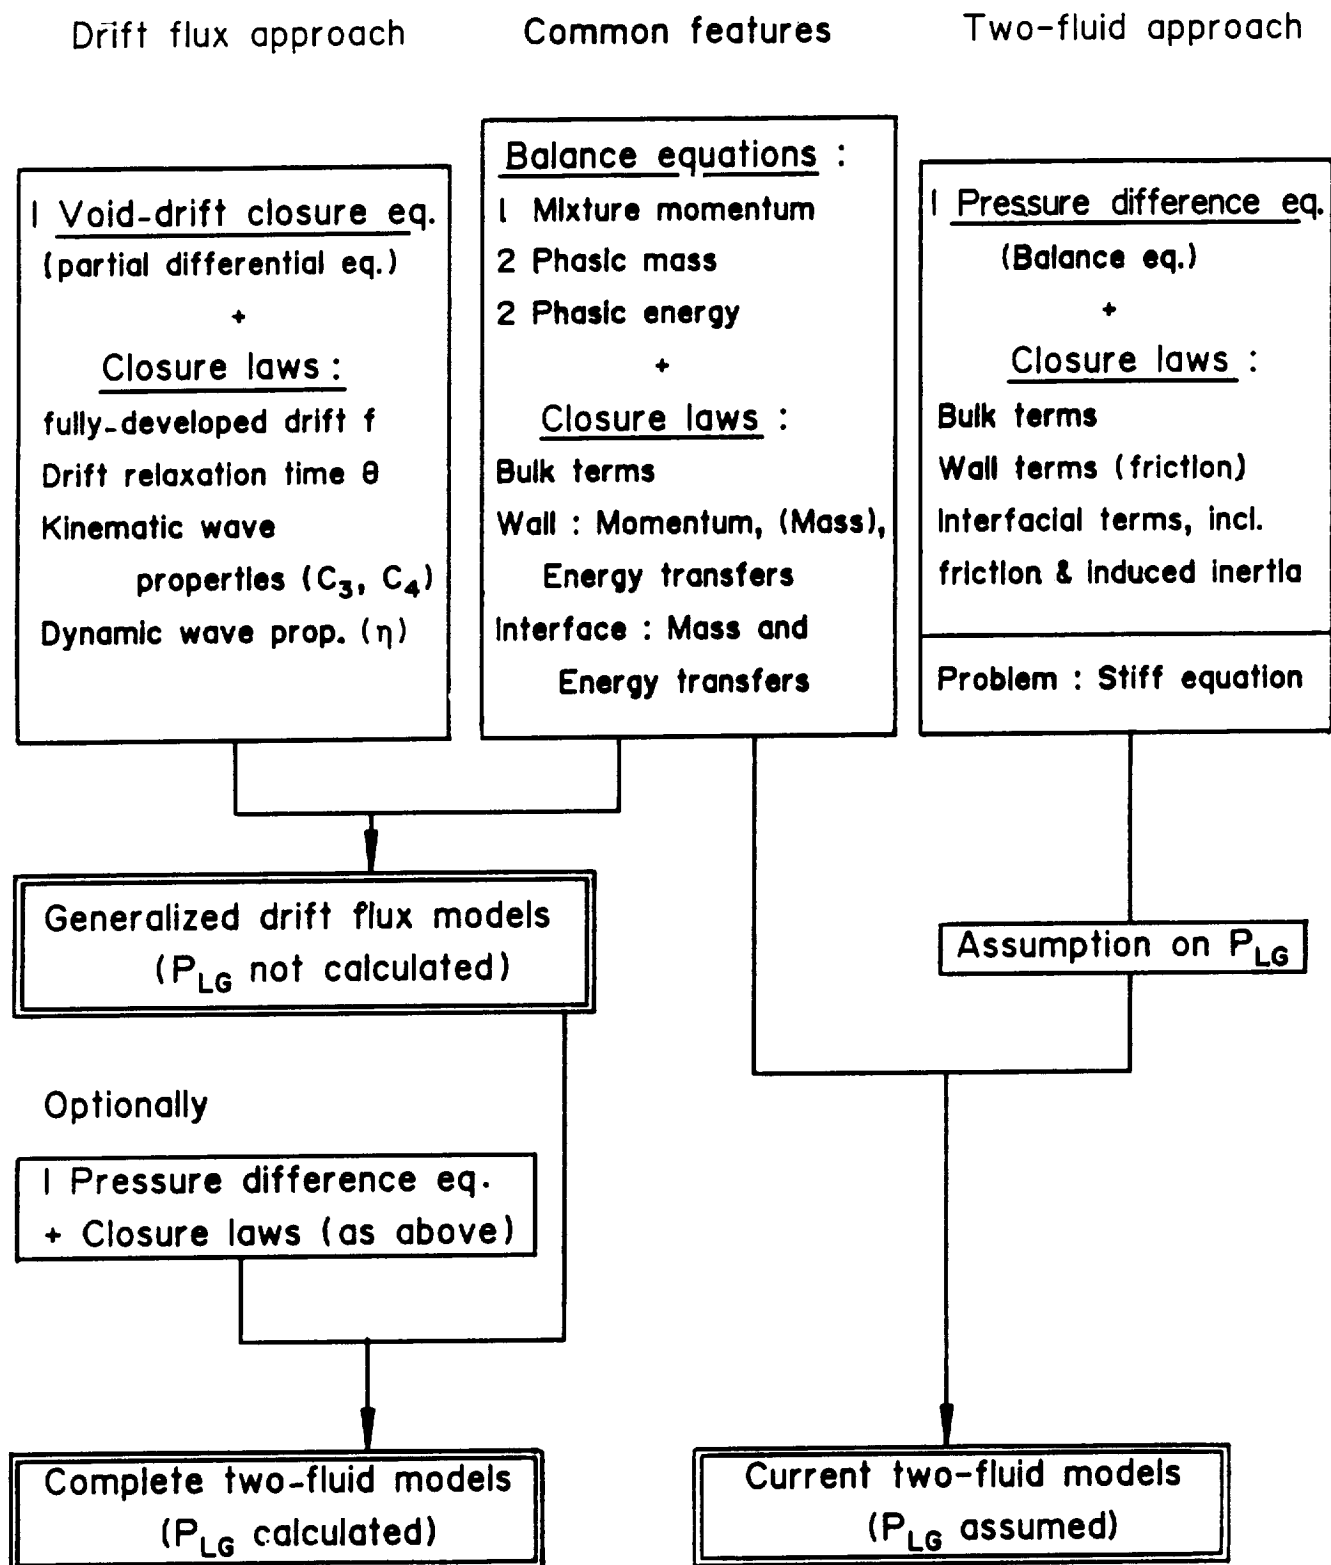 Drift flux approach
Common features
Two-fluid approach
1 Void-drift closure eq.
(partial differential eq.)
+
Closure laws :
fully-developed drift f
Drift relaxation time θ
Kinematic wave
properties (C₃, C₄)
Dynamic wave prop. (η)
Balance equations :
1 Mixture momentum
2 Phasic mass
2 Phasic energy
+
Closure laws :
Bulk terms
Wall : Momentum, (Mass),
Energy transfers
Interface : Mass and
Energy transfers
1 Pressure difference eq.
(Balance eq.)
+
Closure laws :
Bulk terms
Wall terms (friction)
Interfacial terms, incl.
friction & induced inertia
Problem : Stiff equation
Generalized drift flux models
(P_LG not calculated)
Assumption on P_LG
Optionally
1 Pressure difference eq.
+ Closure laws (as above)
Complete two-fluid models
(P_LG calculated)
Current two-fluid models
(P_LG assumed)